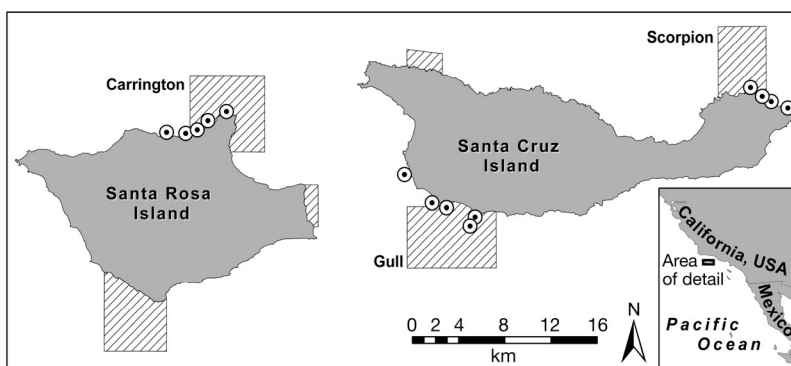 Carrington
Santa Rosa
Island
Scorpion
Santa Cruz
Island
Gull
0 2 4 8 12 16
km
N
California, USA
Area
of detail
Mexico
Pacific
Ocean